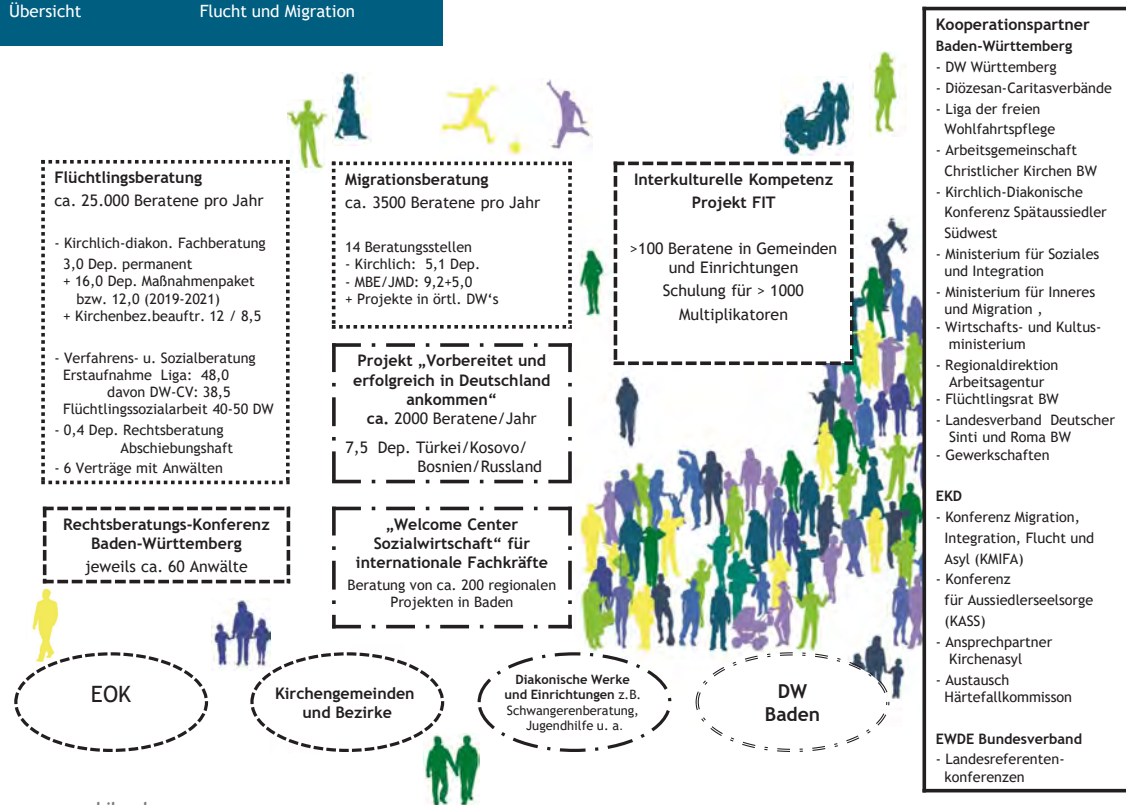 Übersicht Flucht und Migration
Flüchtlingsberatung
ca. 25.000 Beratene pro Jahr
- Kirchlich-diakon. Fachberatung
3,0 Dep. permanent
+ 16,0 Dep. Maßnahmenpaket
bzw. 12,0 (2019-2021)
+ Kirchenbez.beauftr. 12 / 8,5
- Verfahrens- u. Sozialberatung
Erstaufnahme Liga: 48,0
davon DW-CV: 38,5
Flüchtlingssozialarbeit 40-50 DW
- 0,4 Dep. Rechtsberatung
Abschiebungshaft
- 6 Verträge mit Anwälten
Rechtsberatungs-Konferenz
Baden-Württemberg
jeweils ca. 60 Anwälte
Migrationsberatung
ca. 3500 Beratene pro Jahr
14 Beratungsstellen
- Kirchlich: 5,1 Dep.
- MBE/JMD: 9,2+5,0
+ Projekte in örtl. DW's
Projekt „Vorbereitet und
erfolgreich in Deutschland
ankommen“
ca. 2000 Beratene/Jahr
7,5 Dep. Türkei/Kosovo/
Bosnien/Russland
„Welcome Center
Sozialwirtschaft“ für
internationale Fachkräfte
Beratung von ca. 200 regionalen
Projekten in Baden
Interkulturelle Kompetenz
Projekt FIT
>100 Beratene in Gemeinden
und Einrichtungen
Schulung für > 1000
Multiplikatoren
EOK
Kirchengemeinden
und Bezirke
Diakonische Werke
und Einrichtungen z.B.
Schwangerenberatung,
Jugendhilfe u. a.
DW
Baden
Kooperationspartner
Baden-Württemberg
- DW Württemberg
- Diözesan-Caritasverbände
- Liga der freien
Wohlfahrtspflege
- Arbeitsgemeinschaft
Christlicher Kirchen BW
- Kirchlich-Diakonische
Konferenz Spätaussiedler
Südwest
- Ministerium für Soziales
und Integration
- Ministerium für Inneres
und Migration ,
- Wirtschafts- und Kultus-
ministerium
- Regionaldirektion
Arbeitsagentur
- Flüchtlingsrat BW
- Landesverband Deutscher
Sinti und Roma BW
- Gewerkschaften
EKD
- Konferenz Migration,
Integration, Flucht und
Asyl (KMIFA)
- Konferenz
für Aussiedlerseelsorge
(KASS)
- Ansprechpartner
Kirchenasyl
- Austausch
Härtefallkommisson
EWDE Bundesverband
- Landesreferenten-
konferenzen